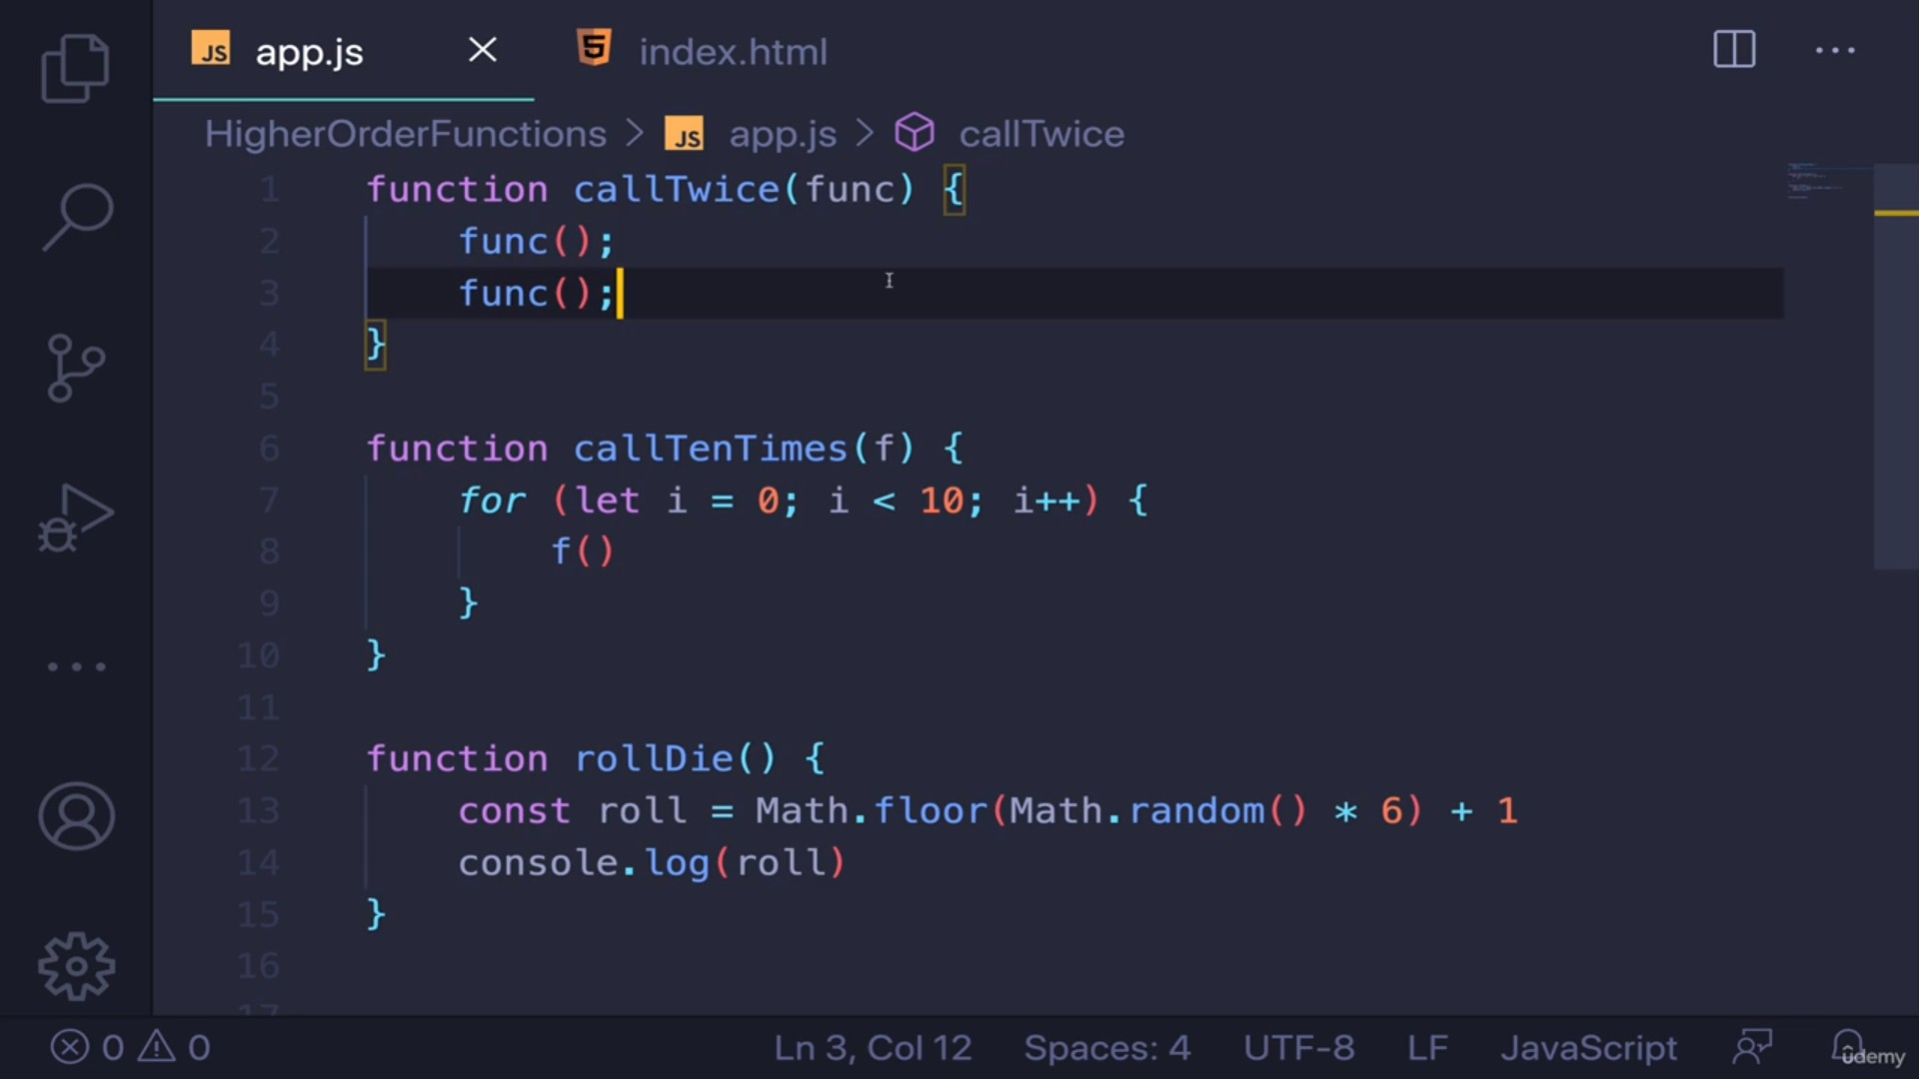 JS app.js index.html
HigherOrderFunctions > JS app.js > callTwice
1 function callTwice(func) {
2 func();
3 func();
4 }
5
6 function callTenTimes(f) {
7 for (let i = 0; i < 10; i++) {
8 f()
9 }
10 }
11
12 function rollDie() {
13 const roll = Math.floor(Math.random() * 6) + 1
14 console.log(roll)
15 }
16
17
0 0 Ln 3, Col 12 Spaces: 4 UTF-8 LF JavaScript
ûdemy